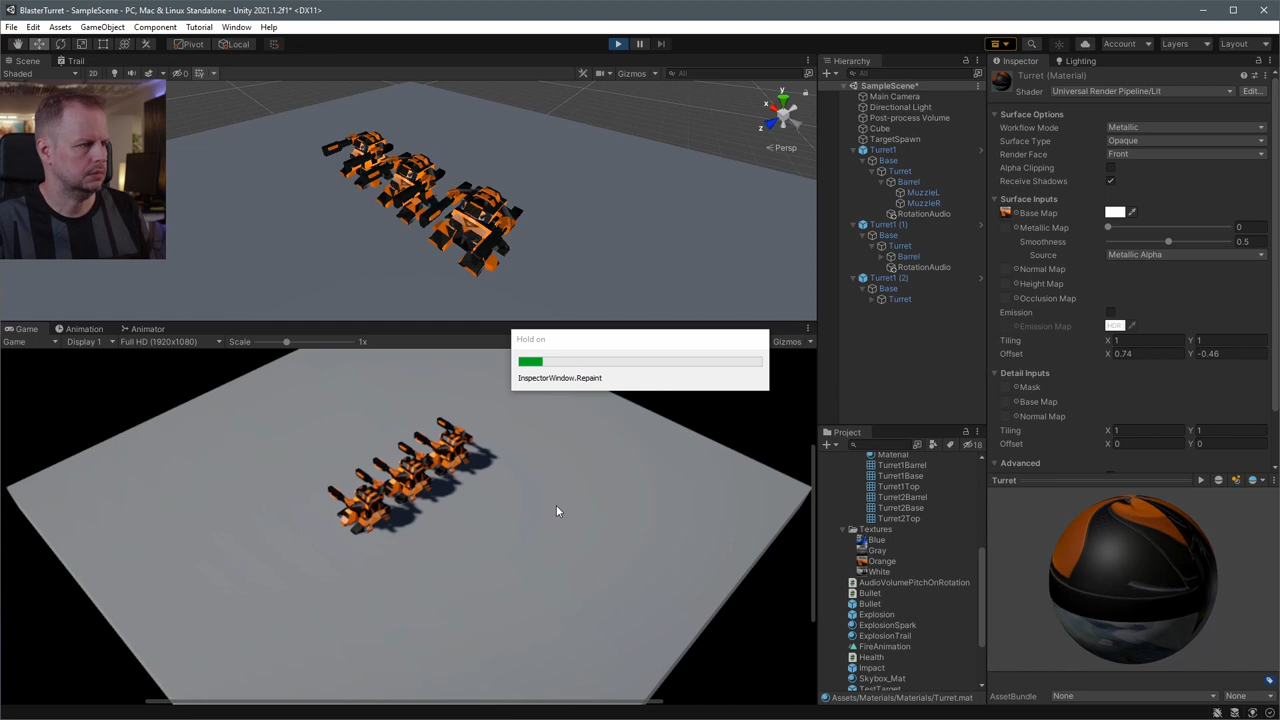 BlasterTurret - SampleScene - PC, Mac & Linux Standalone - Unity 2021.1.2f1* <DX11>
File Edit Assets GameObject Component Tutorial Window Help
Pivot Local
Account Layers Layout
Scene Trail
Shaded 2D 0 Gizmos All
y
x
z
Persp
Game Animation Animator
Game Display 1 Full HD (1920x1080) Scale 1x Gizmos
Hold on
InspectorWindow.Repaint
Hierarchy
All
SampleScene*
Main Camera
Directional Light
Post-process Volume
Cube
TargetSpawn
Turret1
Base
Turret
Barrel
MuzzleL
MuzzleR
RotationAudio
Turret1 (1)
Base
Turret
Barrel
RotationAudio
Turret1 (2)
Base
Turret
Project
18
Material
Turret1Barrel
Turret1Base
Turret1Top
Turret2Barrel
Turret2Base
Turret2Top
Textures
Blue
Gray
Orange
White
AudioVolumePitchOnRotation
Bullet
Bullet
Explosion
ExplosionSpark
ExplosionTrail
FireAnimation
Health
Impact
Skybox_Mat
TestTarget
Assets/Materials/Materials/Turret.mat
Inspector Lighting
Turret (Material)
Shader Universal Render Pipeline/Lit Edit...
Surface Options
Workflow Mode Metallic
Surface Type Opaque
Render Face Front
Alpha Clipping
Receive Shadows
Surface Inputs
Base Map
Metallic Map 0
Smoothness 0.5
Source Metallic Alpha
Normal Map
Height Map
Occlusion Map
Emission
Emission Map HDR
Tiling X 1 Y 1
Offset X 0.74 Y -0.46
Detail Inputs
Mask
Base Map
Normal Map
Tiling X 1 Y 1
Offset X 0 Y 0
Advanced
Turret
AssetBundle None None